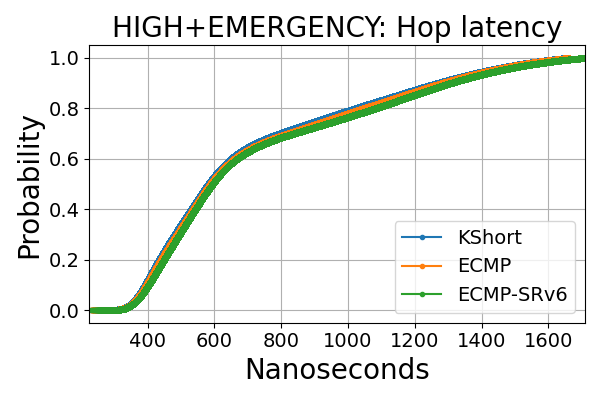 HIGH+EMERGENCY: Hop latency
Probability
1.0
0.8
0.6
0.4
0.2
0.0
KShort
ECMP
ECMP-SRv6
400 600 800 1000 1200 1400 1600
Nanoseconds